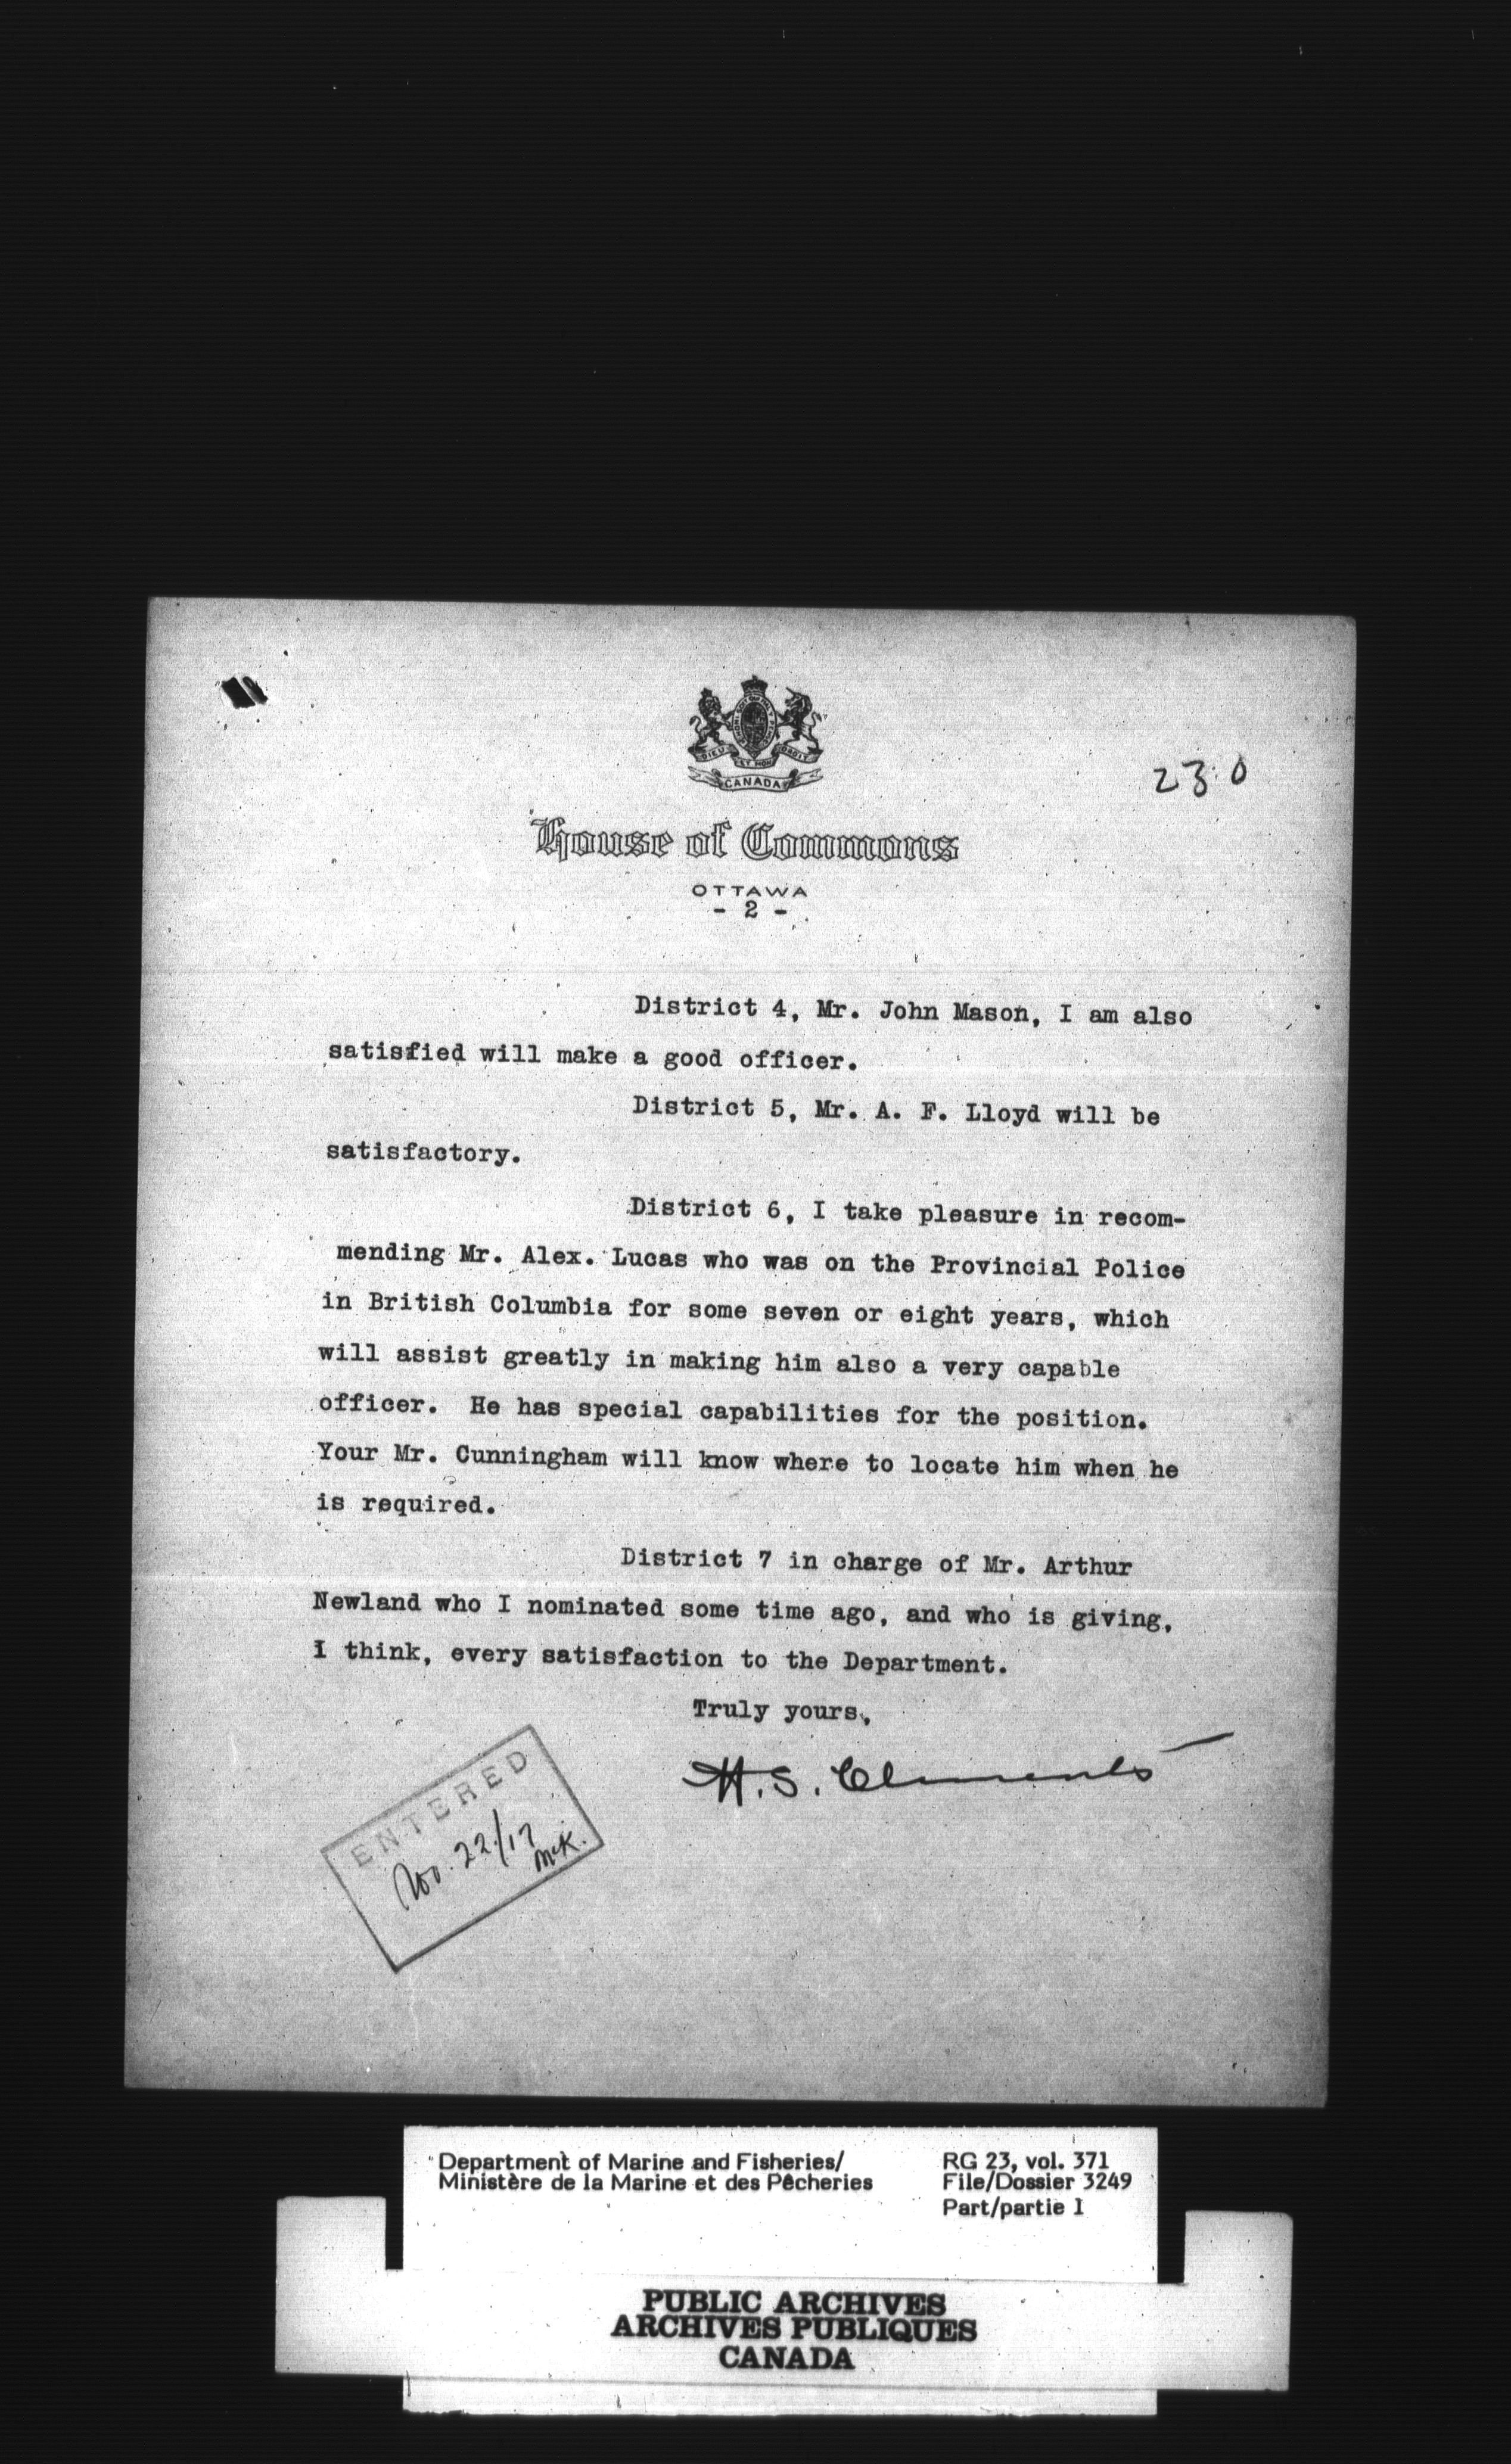 DIEU ET MON DROIT
CANADA
230
House of Commons
OTTAWA
- 2 -
District 4, Mr. John Mason, I am also
satisfied will make a good officer.
District 5, Mr. A. F. Lloyd will be
satisfactory.
District 6, I take pleasure in recom-
mending Mr. Alex. Lucas who was on the Provincial Police
in British Columbia for some seven or eight years, which
will assist greatly in making him also a very capable
officer. He has special capabilities for the position.
Your Mr. Cunningham will know where to locate him when he
is required.
District 7 in charge of Mr. Arthur
Newland who I nominated some time ago, and who is giving,
I think, every satisfaction to the Department.
Truly yours,
H. S. Clements
ENTERED
Nov. 22/17
McK.
Department of Marine and Fisheries/
Ministère de la Marine et des Pêcheries
RG 23, vol. 371
File/Dossier 3249
Part/partie 1
PUBLIC ARCHIVES
ARCHIVES PUBLIQUES
CANADA